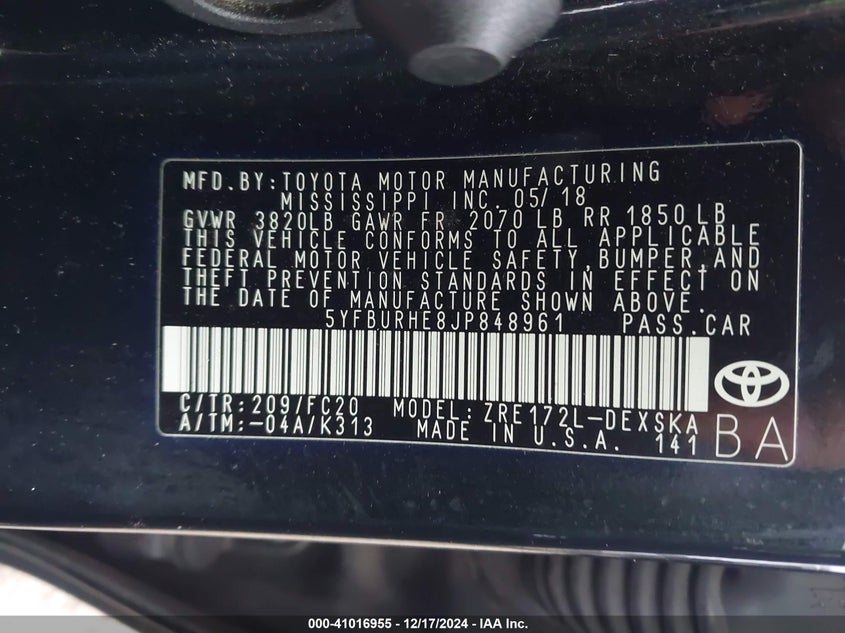 MFD.BY:TOYOTA MOTOR MANUFACTURING
MISSISSIPPI INC. 05/18
GVWR 3820LB GAWR FR 2070 LB RR 1850 LB
THIS VEHICLE CONFORMS TO ALL APPLICABLE
FEDERAL MOTOR VEHICLE SAFETY,BUMPER,AND
THEFT PREVENTION STANDARDS IN EFFECT ON
THE DATE OF MANUFACTURE SHOWN ABOVE.
5YFBURHE8JP848961 PASS.CAR
C/TR:209/FC20 MODEL:ZRE172L-DEXSKA
A/TM:-04A/K313 MADE IN U.S.A. 141 BA
000-41016955 – 12/17/2024 – IAA Inc.